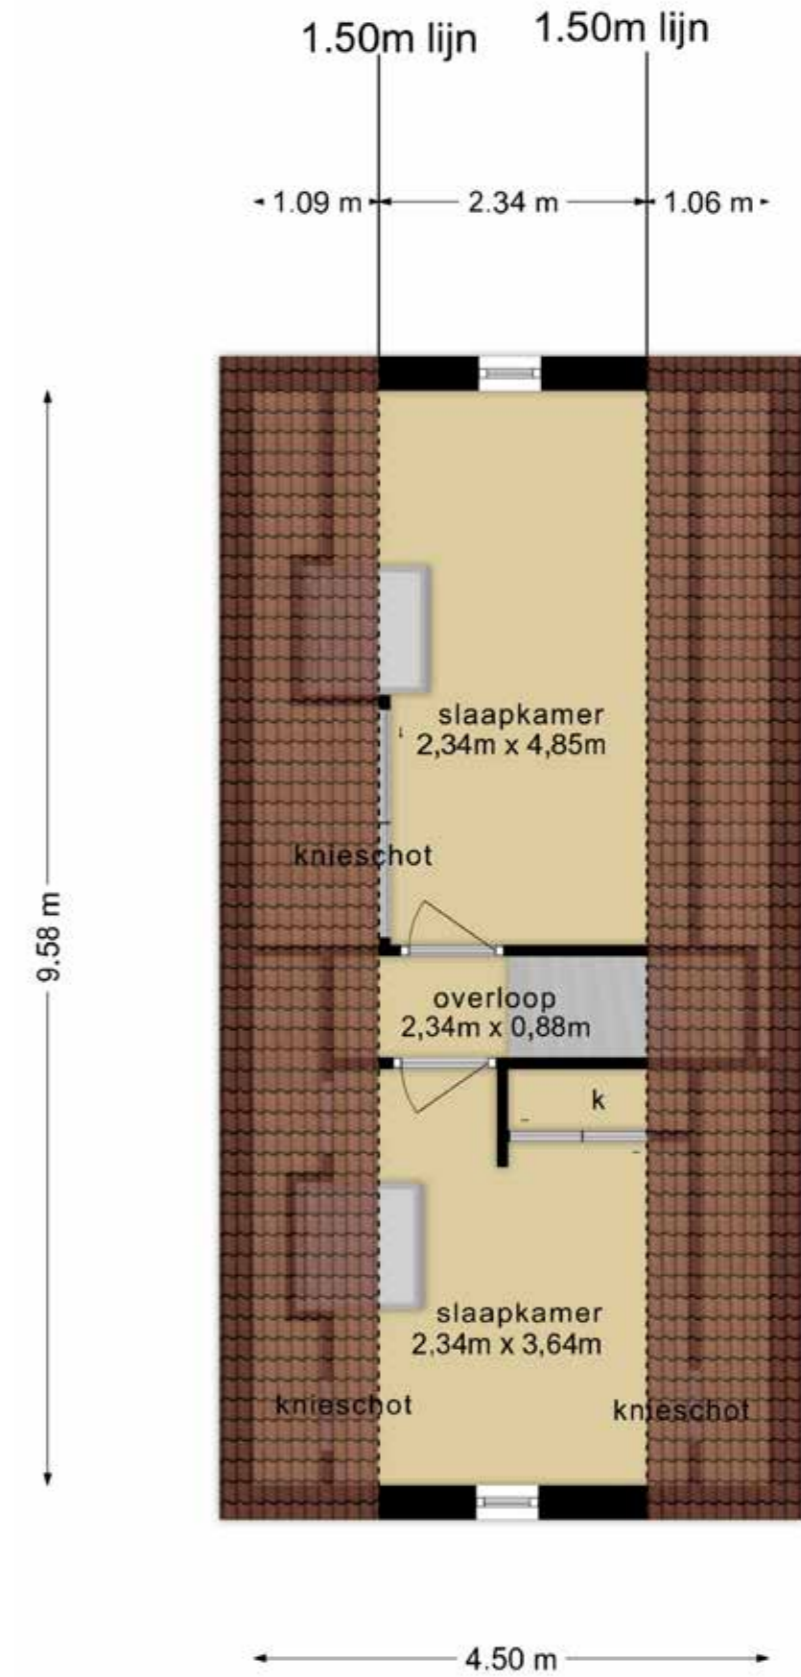 1.50m lijn
1.50m lijn
1.09 m
2.34 m
1.06 m
slaapkamer
2,34m x 4,85m
knieschot
9.58 m
overloop
2,34m x 0,88m
k
slaapkamer
2,34m x 3,64m
knieschot
knieschot
4.50 m